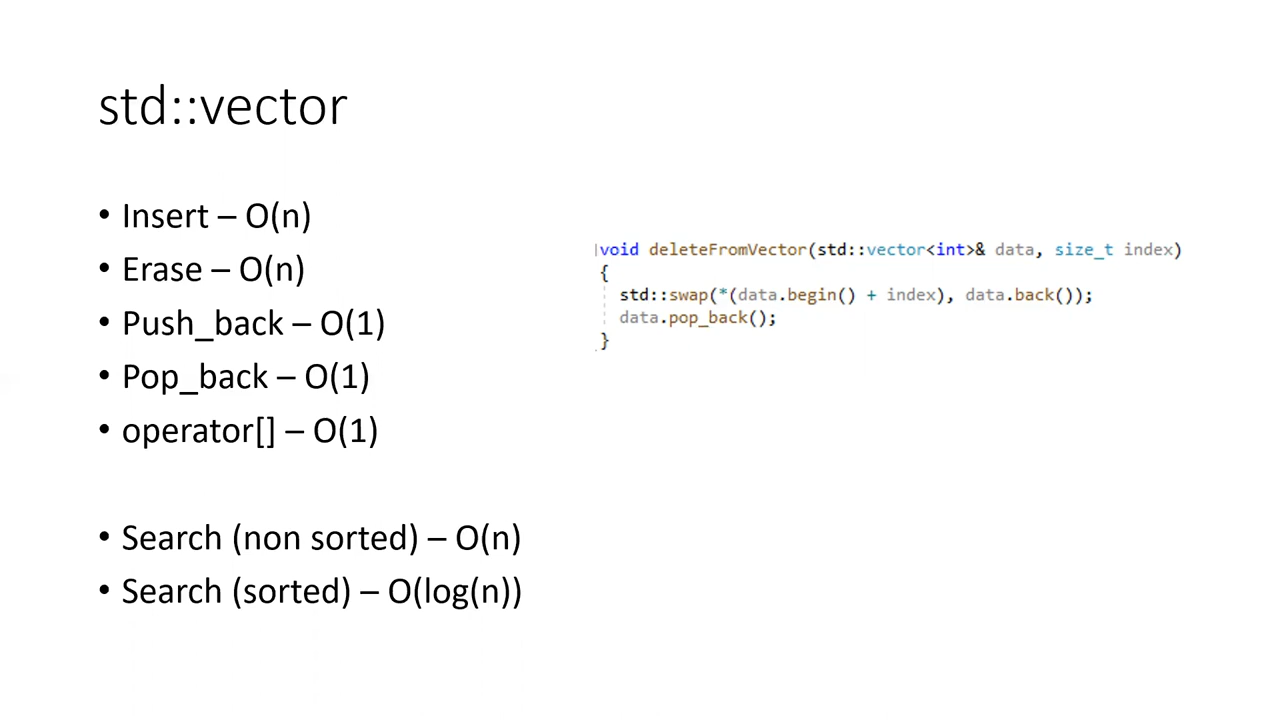 std::vector
• Insert – O(n)
• Erase – O(n)
• Push_back – O(1)
• Pop_back – O(1)
• operator[] – O(1)
• Search (non sorted) – O(n)
• Search (sorted) – O(log(n))
void deleteFromVector(std::vector<int>& data, size_t index)
{
std::swap(*(data.begin() + index), data.back());
data.pop_back();
}